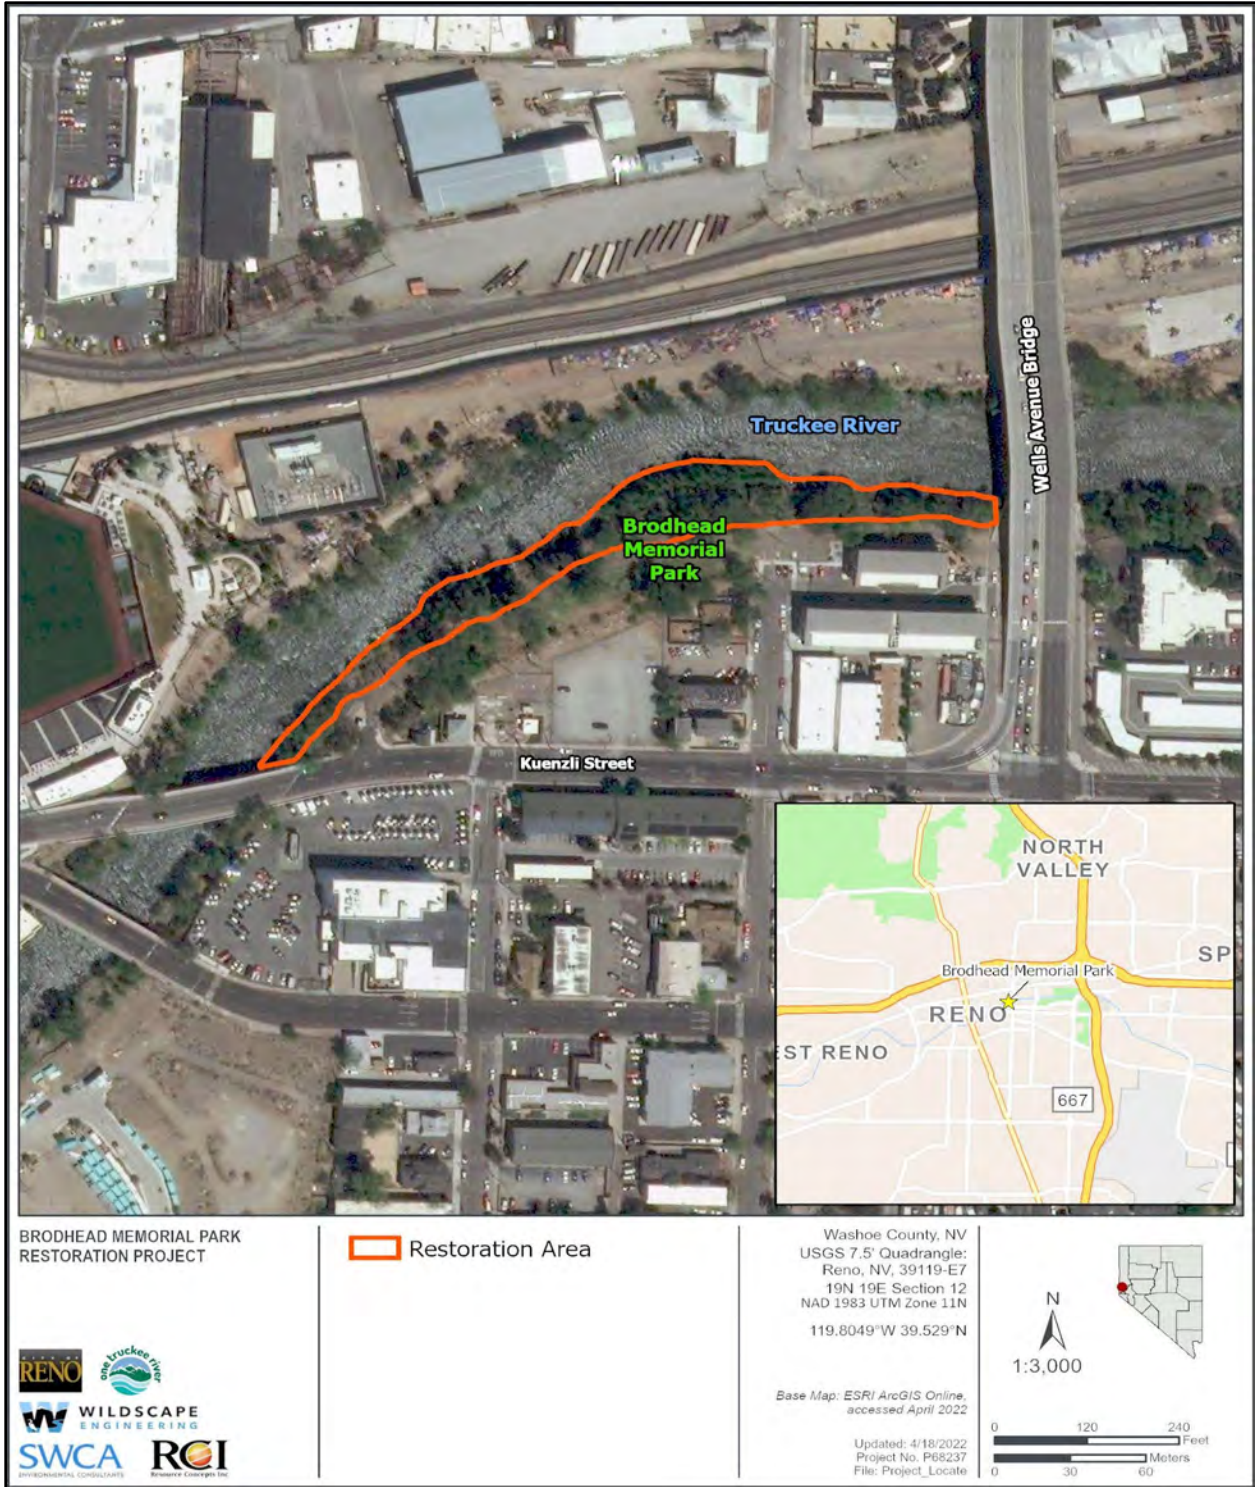 Wells Avenue Bridge
Truckee River
Brodhead
Memorial
Park
Kuenzli Street
NORTH
VALLEY
SP
Brodhead Memorial Park
RENO
EST RENO
667
BRODHEAD MEMORIAL PARK
RESTORATION PROJECT
Restoration Area
Washoe County, NV
USGS 7.5' Quadrangle:
Reno, NV, 39119-E7
19N 19E Section 12
NAD 1983 UTM Zone 11N
119.8049°W 39.529°N
Base Map: ESRI ArcGIS Online,
accessed April 2022
Updated: 4/18/2022
Project No. P68237
File: Project_Locate
N
1:3,000
0 120 240
Feet
Meters
0 30 60
CITY OF
RENO
one truckee river
WILDSCAPE
ENGINEERING
SWCA
ENVIRONMENTAL CONSULTANTS
RCI
Resource Concepts Inc